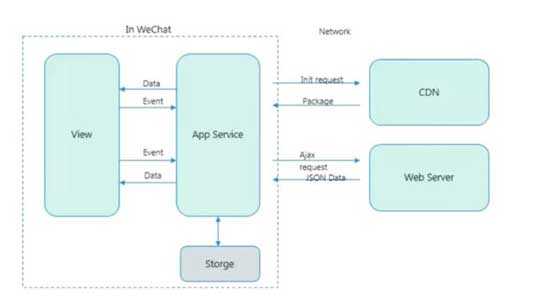 In WeChat
Network
Data
Event
Event
Data
View
App Service
Storge
Init request
Package
Ajax
request
JSON Data
CDN
Web Server